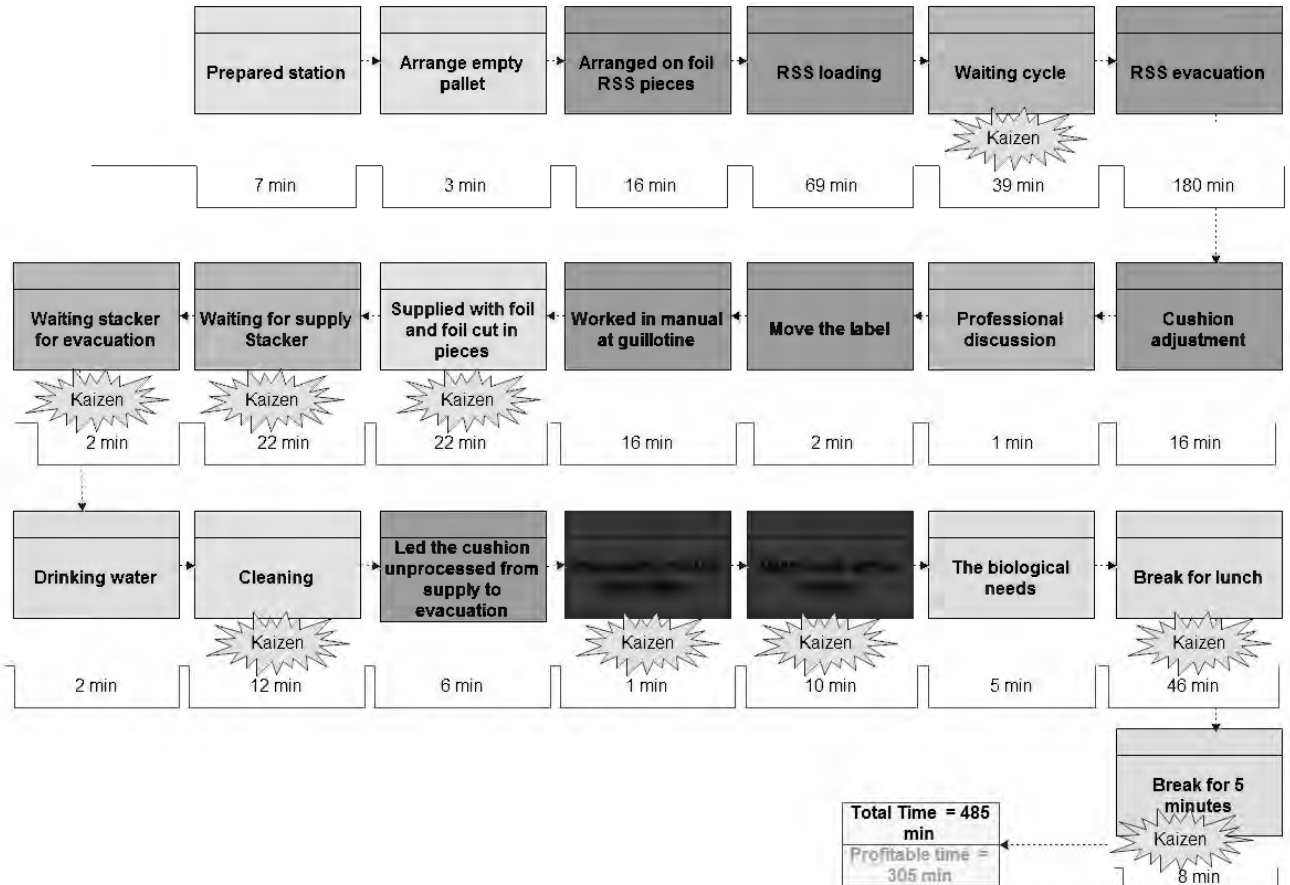 Prepared station
Arrange empty
pallet
Arranged on foil
RSS pieces
RSS loading
Waiting cycle
RSS evacuation
Kaizen
7 min
3 min
16 min
69 min
39 min
180 min
Waiting stacker
for evacuation
Waiting for supply
Stacker
Supplied with foil
and foil cut in
pieces
Worked in manual
at guillotine
Move the label
Professional
discussion
Cushion
adjustment
Kaizen
Kaizen
Kaizen
2 min
22 min
22 min
16 min
2 min
1 min
16 min
Drinking water
Cleaning
Led the cushion
unprocessed from
supply to
evacuation
The biological
needs
Break for lunch
Kaizen
Kaizen
Kaizen
Kaizen
2 min
12 min
6 min
1 min
10 min
5 min
46 min
Break for 5
minutes
Kaizen
8 min
Total Time = 485
min
Profitable time =
305 min